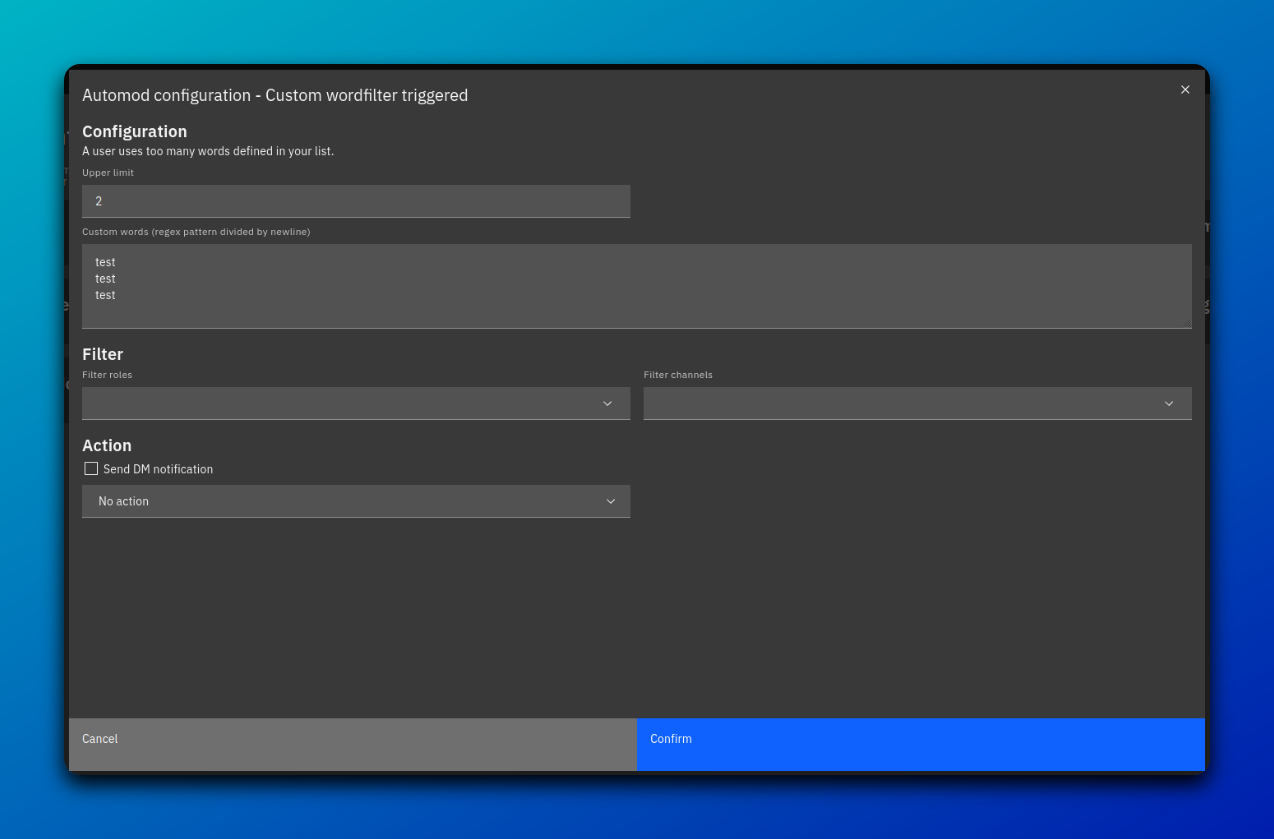 Automod configuration - Custom wordfilter triggered
Configuration
A user uses too many words defined in your list.
Upper limit
2
Custom words (regex pattern divided by newline)
test
test
test
Filter
Filter roles
Filter channels
Action
Send DM notification
No action
Cancel
Confirm